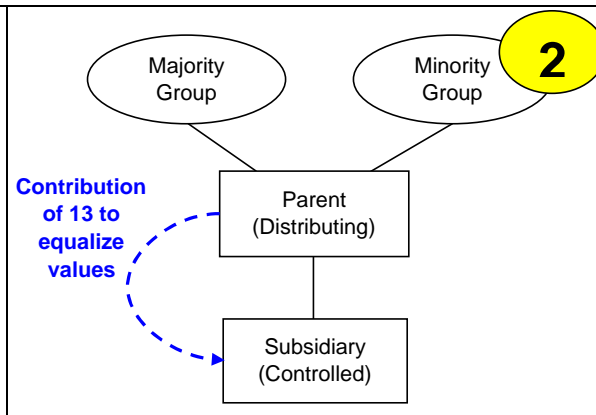 Majority
Group
Minority
Group
2
Contribution
of 13 to
equalize
values
Parent
(Distributing)
Subsidiary
(Controlled)